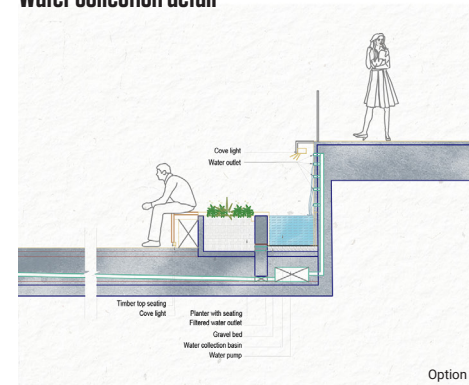 Water collection detail
Cove light
Water outlet
Timber top seating
Cove light
Planter with seating
Filtered water outlet
Gravel bed
Water collection basin
Water pump
Option